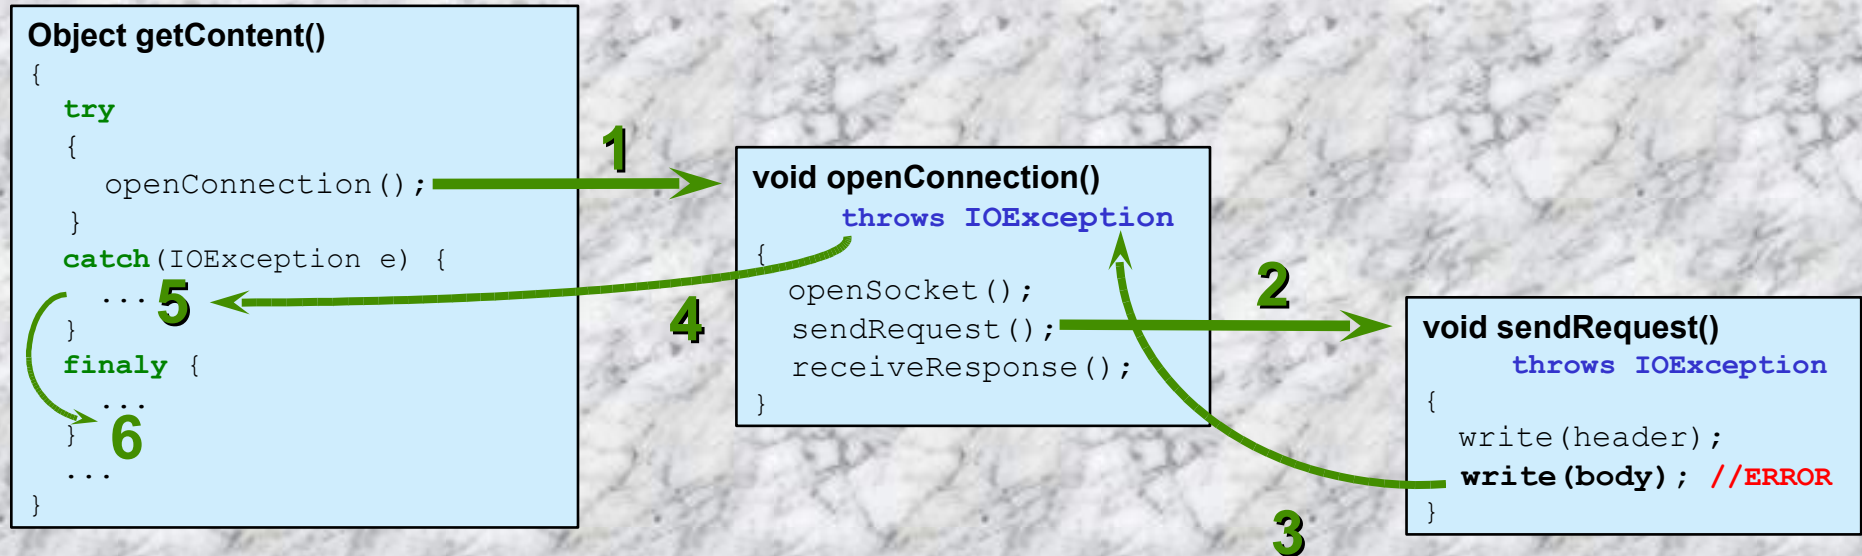 Object getContent()
{
try
{
openConnection();
}
catch(IOException e) {
...
}
finaly {
...
}
...
}
1
void openConnection()
throws IOException
{
openSocket();
sendRequest();
receiveResponse();
}
2
void sendRequest()
throws IOException
{
write(header);
write(body); //ERROR
}
3
4
5
6